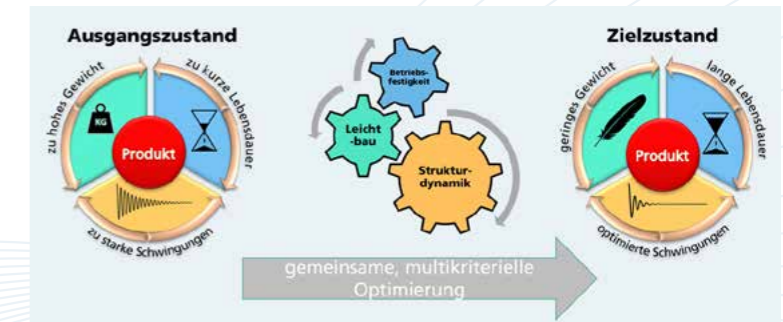 Ausgangszustand
zu hohes Gewicht
zu kurze Lebensdauer
KG
Produkt
zu starke Schwingungen
Betriebs-
festigkeit
Leicht
-bau
Struktur-
dynamik
gemeinsame, multikriterielle
Optimierung
Zielzustand
geringes Gewicht
lange Lebensdauer
Produkt
optimierte Schwingungen